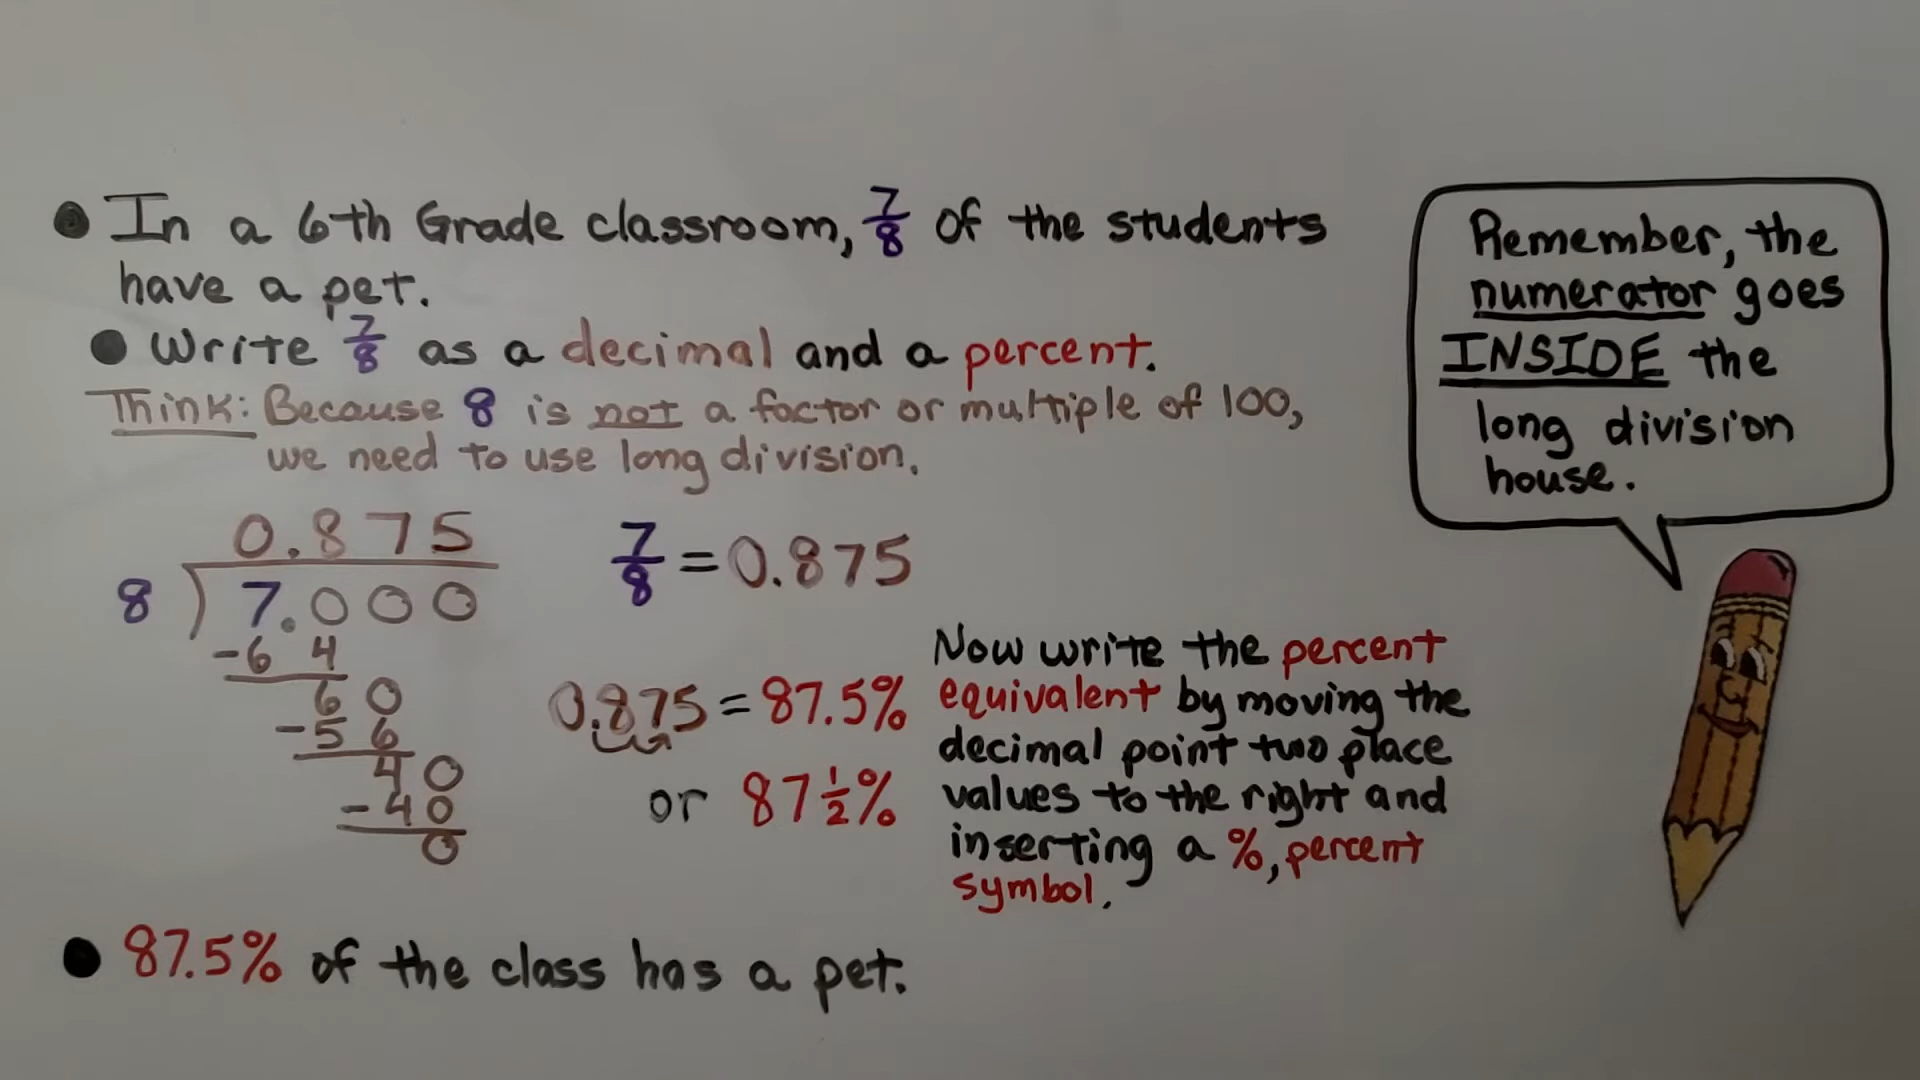 In a 6th Grade classroom, 7/8 of the students
have a pet.
Write 7/8 as a decimal and a percent.
Think: Because 8 is not a factor or multiple of 100,
we need to use long division.
0.875
8 ) 7.000
-6 4
60
-56
40
-40
0
7/8 = 0.875
0.875 = 87.5%
or 87 1/2 %
Now write the percent
equivalent by moving the
decimal point two place
values to the right and
inserting a %, percent
symbol.
87.5% of the class has a pet.
Remember, the
numerator goes
INSIDE the
long division
house.